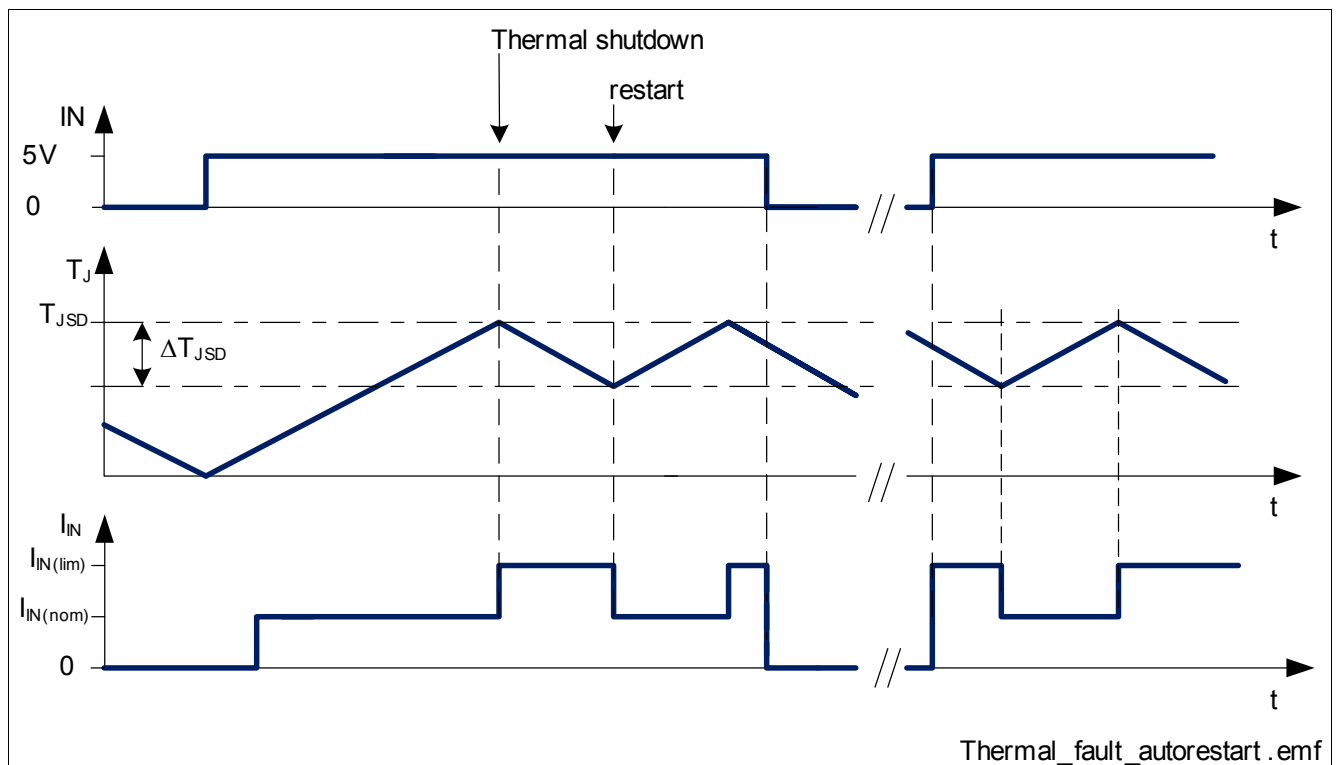 Thermal shutdown
restart
IN
5V
0
t
TJ
TJSD
ΔTJSD
t
IIN
IIN(lim)
IIN(nom)
0
t
Thermal_fault_autorestart .emf